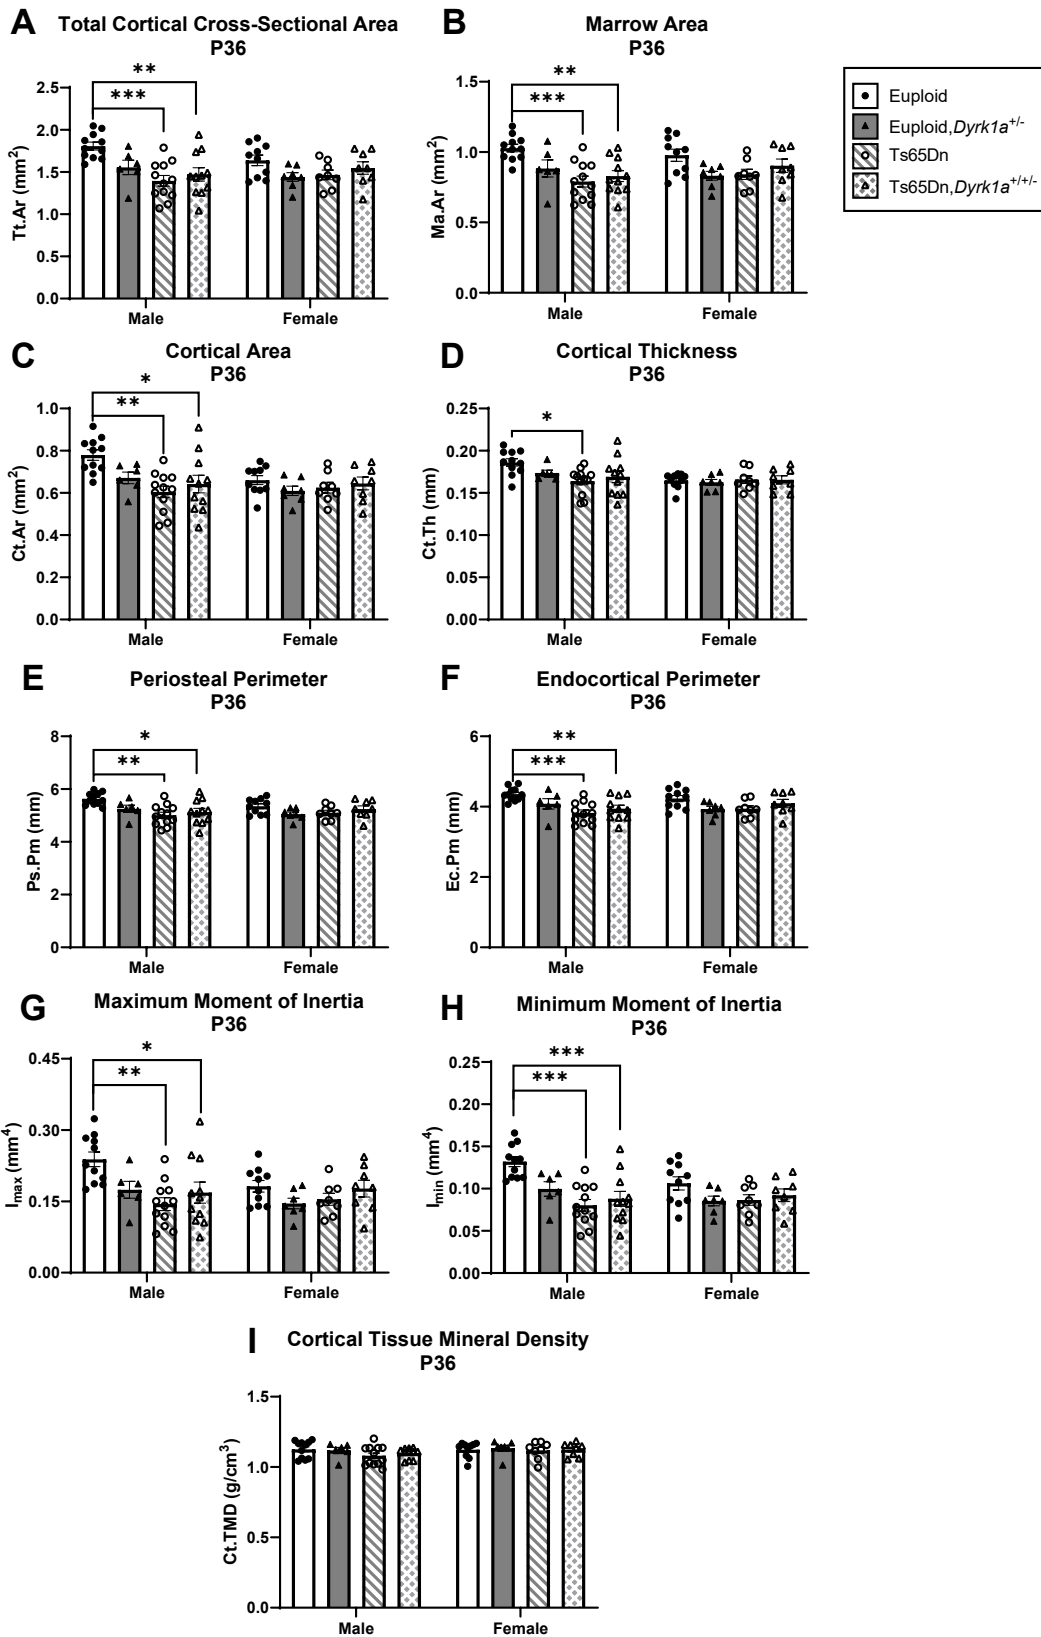 A Total Cortical Cross-Sectional Area
P36
** 
***
2.5
2.0
1.5
1.0
0.5
0.0
Tt.Ar (mm²)
Male Female
B Marrow Area
P36
**
***
1.5
1.0
0.5
0.0
Ma.Ar (mm²)
Male Female
Euploid
Euploid,Dyrk1a+/-
Ts65Dn
Ts65Dn,Dyrk1a+/+/-
C Cortical Area
P36
*
**
1.0
0.8
0.6
0.4
0.2
0.0
Ct.Ar (mm²)
Male Female
D Cortical Thickness
P36
*
0.25
0.20
0.15
0.10
0.05
0.00
Ct.Th (mm)
Male Female
E Periosteal Perimeter
P36
*
**
8
6
4
2
0
Ps.Pm (mm)
Male Female
F Endocortical Perimeter
P36
**
***
6
4
2
0
Ec.Pm (mm)
Male Female
G Maximum Moment of Inertia
P36
*
**
0.45
0.30
0.15
0.00
Imax (mm⁴)
Male Female
H Minimum Moment of Inertia
P36
***
***
0.25
0.20
0.15
0.10
0.05
0.00
Imin (mm⁴)
Male Female
I Cortical Tissue Mineral Density
P36
1.5
1.0
0.5
0.0
Ct.TMD (g/cm³)
Male Female